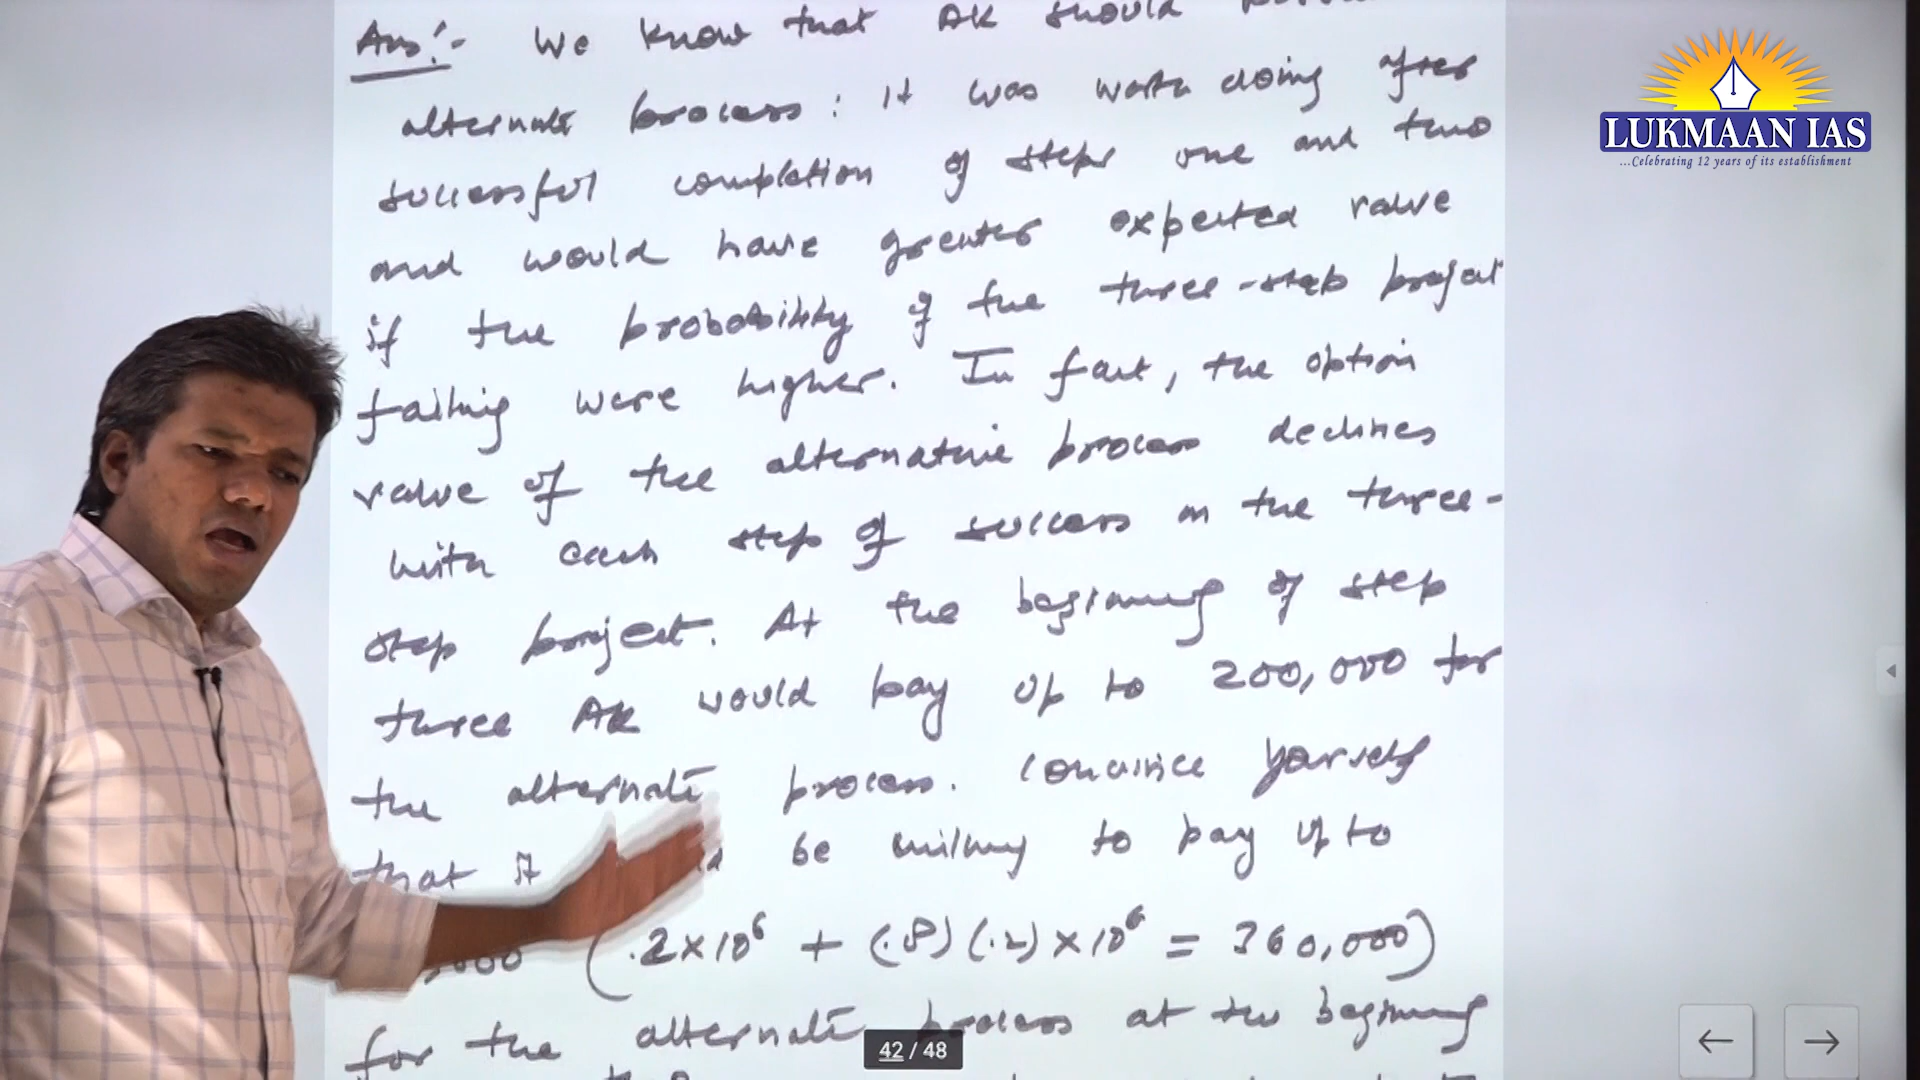 Ans:- We know that AK should
alternate process: it was worth doing after
successful completion of steps one and two
and would have greater expected value
if the probability of the three-step project
failing were higher. In fact, the option
value of the alternative process declines
with each step of success on the three-
step project. At the beginning of step
three AK would pay up to 200,000 for
the alternate process. Convince yourself
that it be willing to pay up to
,000 (.2×10⁶ + (.8)(.2)×10⁶ = 360,000)
for the alternate process at the beginning
LUKMAAN IAS
...Celebrating 12 years of its establishment
42 / 48